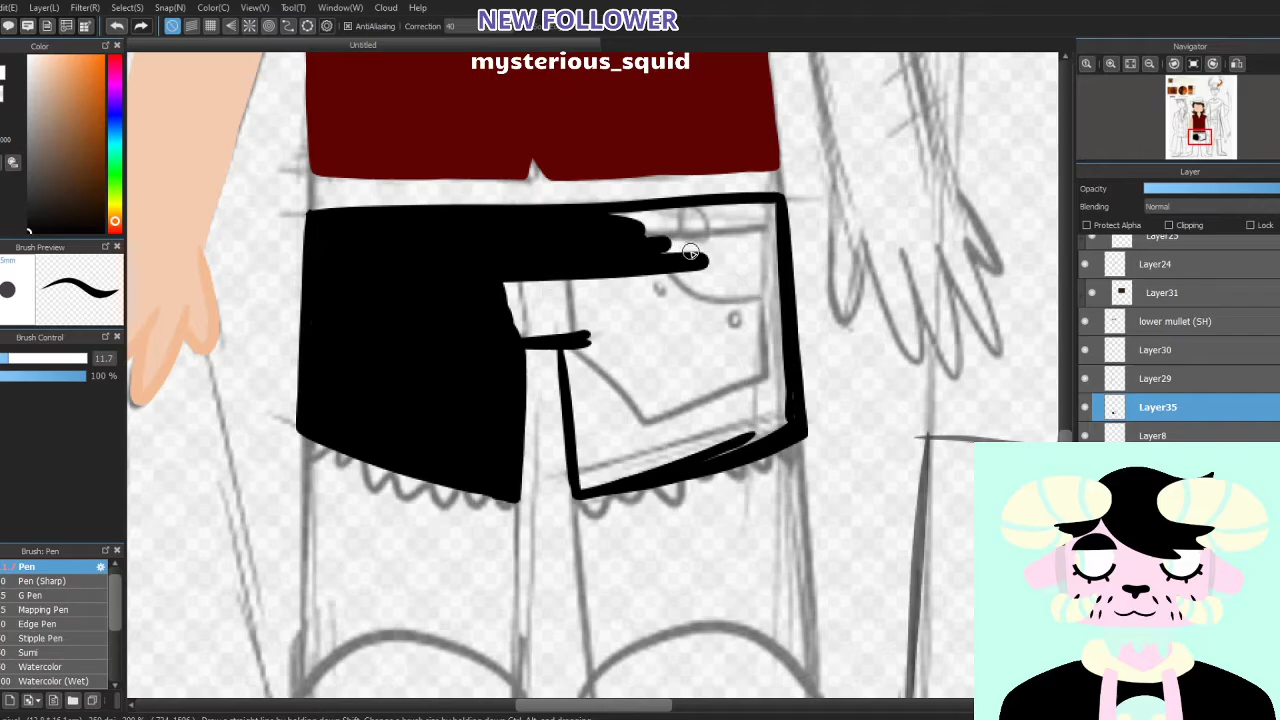 Layer(E) Filter(R) Select(S) Snap(N) Color(C) View(V) Tool(T) Window(W) Cloud Help
NEW FOLLOWER
mysterious_squid
AntiAliasing Correction 40
Untitled
Color
Navigator
Brush Preview
Brush Control
11.7
100 %
Layer
Opacity
Blending Normal
Protect Alpha Clipping Lock
Layer24
Layer31
lower mullet (SH)
Layer30
Layer29
Layer35
Layer8
Brush: Pen
Pen
Pen (Sharp)
G Pen
Mapping Pen
Edge Pen
Stipple Pen
Sumi
Watercolor
Watercolor (Wet)